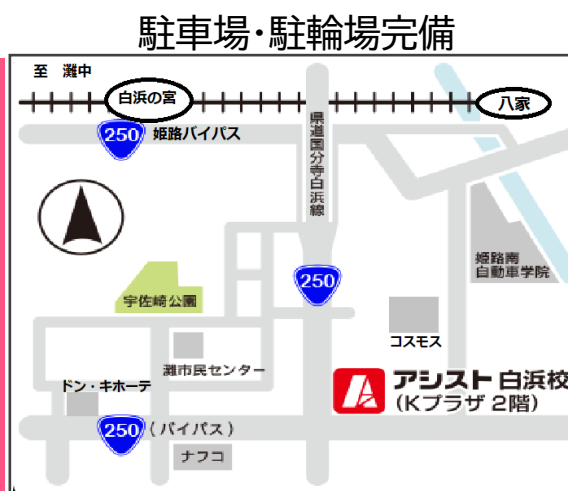 駐車場・駐輪場完備
至 灘中
白浜の宮
八家
250 姫路バイパス
県道国分寺白浜線
姫路南
自動車学院
250
宇佐崎公園
コスモス
灘市民センター
アシスト 白浜校
(Kプラザ 2階)
ドン・キホーテ
250 (バイパス)
ナフコ